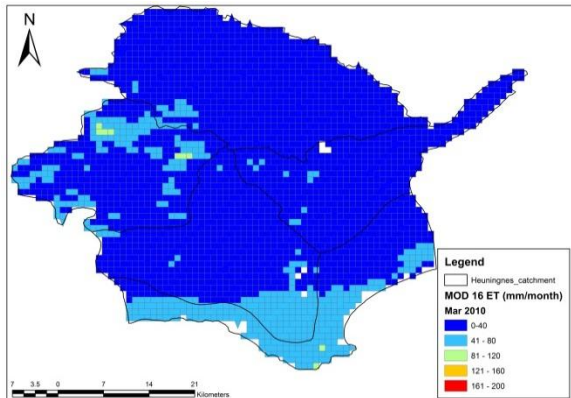 N
Legend
Heuningnes_catchment
MOD 16 ET (mm/month)
Mar 2010
0-40
41 - 80
81 - 120
121 - 160
161 - 200
7 3.5 0 7 14 21
Kilometers